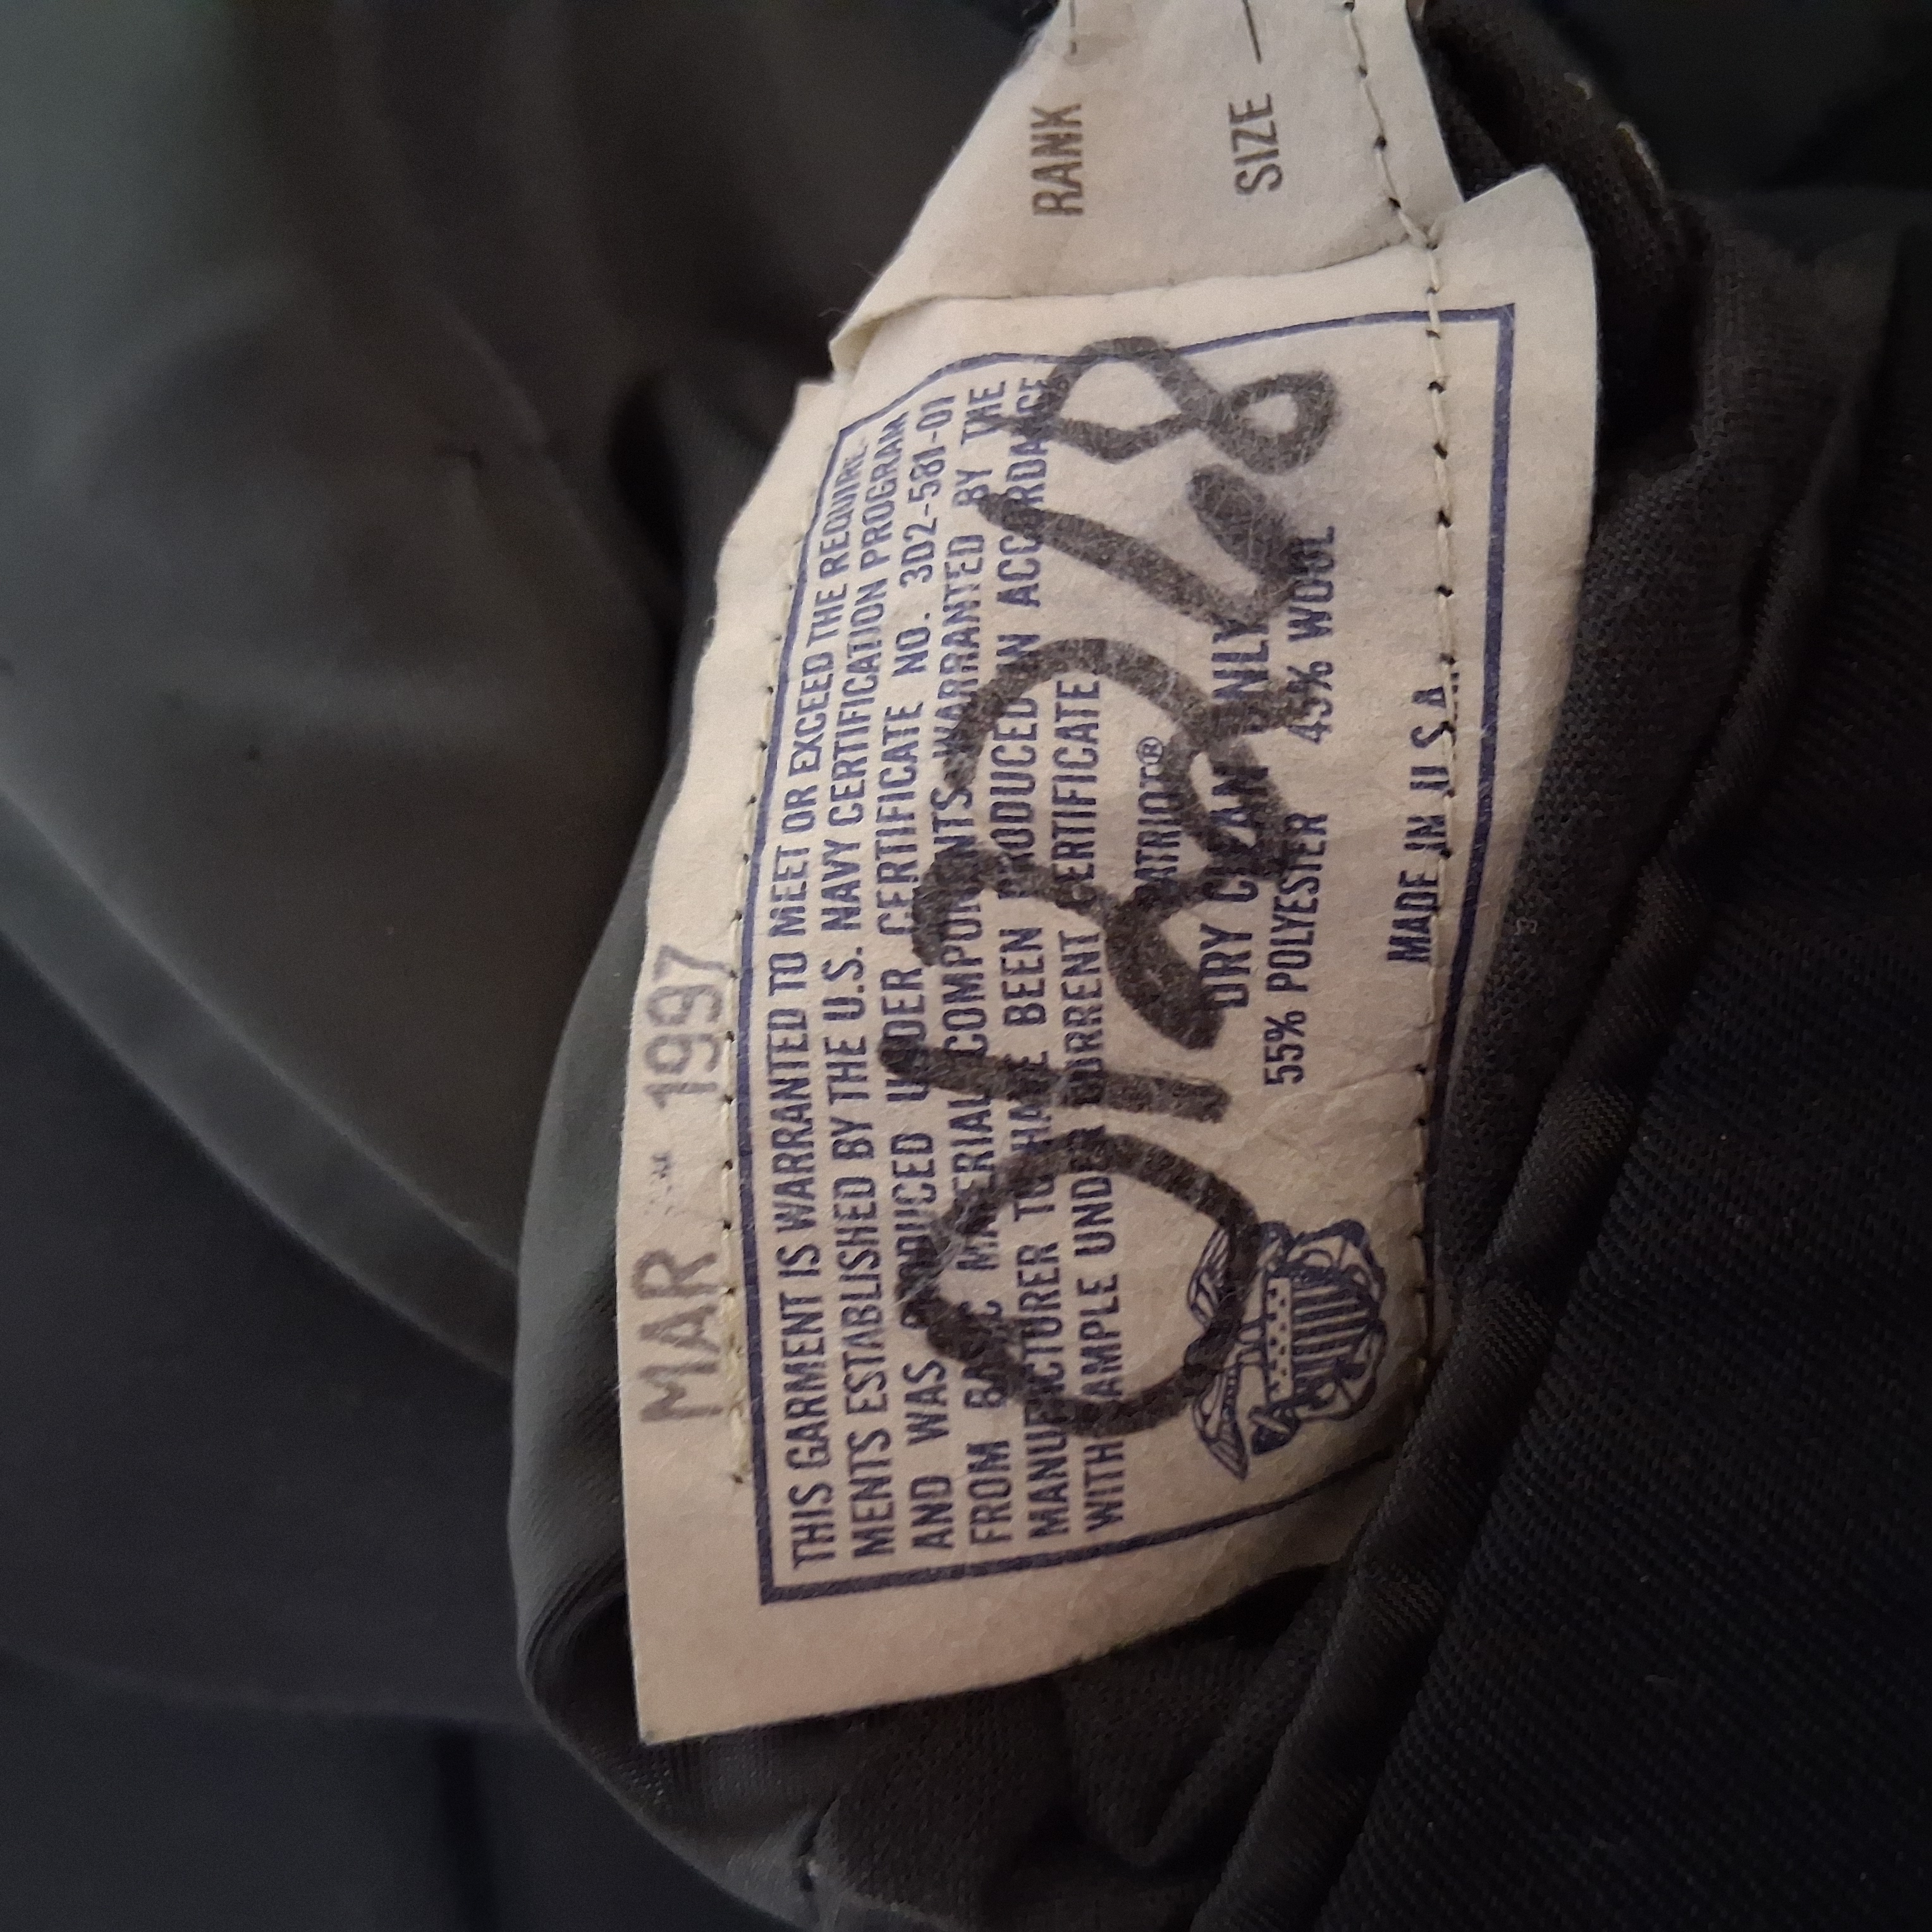 MAR 1997
THIS GARMENT IS WARRANTED TO MEET OR EXCEED THE REQUIRE-
MENTS ESTABLISHED BY THE U.S. NAVY CERTIFICATION PROGRAM
AND WAS PRODUCED UNDER CERTIFICATE NO. 3D2-581-01
FROM BASIC MATERIAL COMPONENTS WARRANTED BY THE
MANUFACTURER TO HAVE BEEN PRODUCED IN ACCORDANCE
WITH SAMPLE UNDER CURRENT CERTIFICATE
PATRIOT®
DRY CLEAN ONLY
55% POLYESTER 45% WOOL
MADE IN U.S.A.
RANK
SIZE